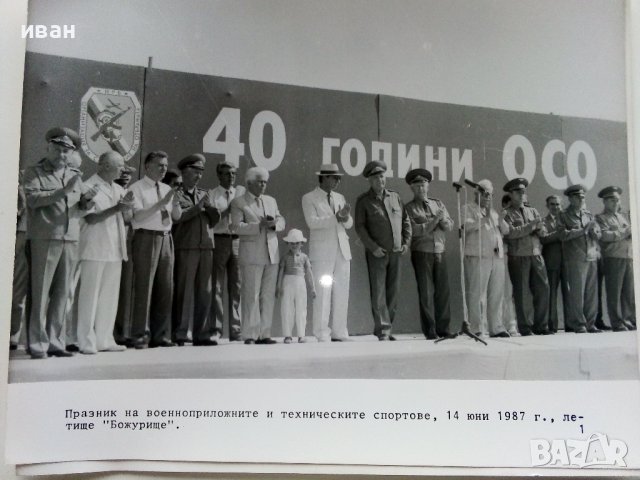 иван
40 години ОСО
Празник на военноприложните и техническите спортове, 14 юни 1987 г., ле-
тище "Божурище".
1
BAZAR